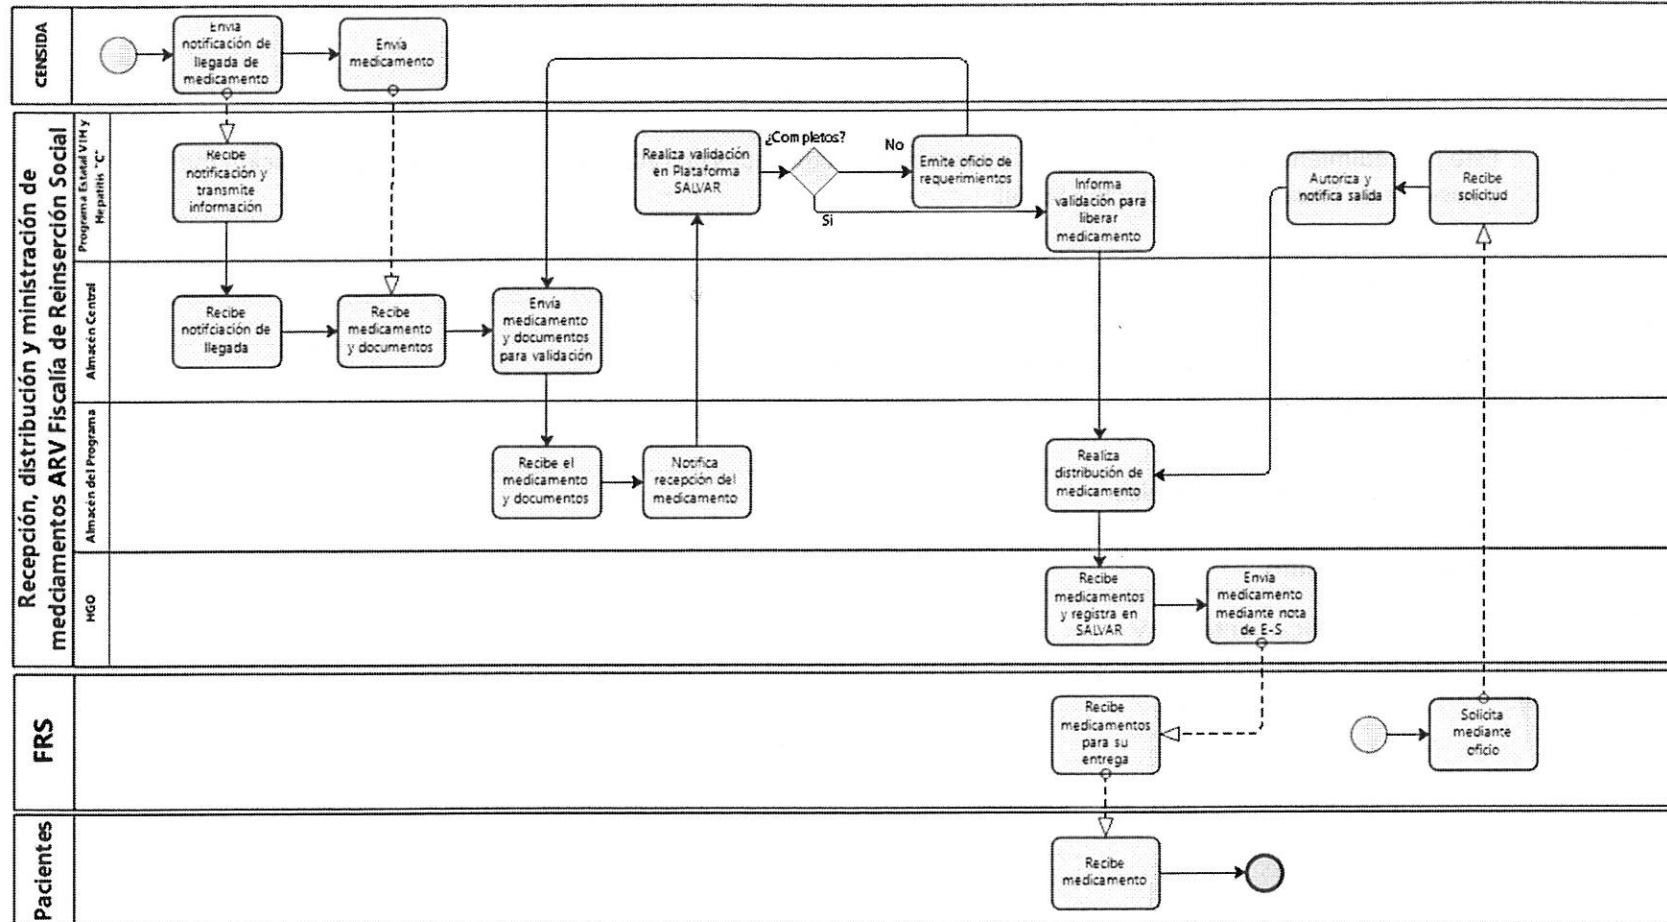 CENSIDA
Envía
notificación de
llegada de
medicamento
Envía
medicamento
Recepción, distribución y ministración de
medciamentos ARV Fiscalía de Reinserción Social
Programa Estatal VIH y
Hepatitis "C"
Recibe
notificación y
transmite
información
Realiza validación
en Plataforma
SALVAR
¿Completos?
No
Si
Emite oficio de
requerimientos
Informa
validación para
liberar
medicamento
Autoriza y
notifica salida
Recibe
solicitud
Almacén Central
Recibe
notifciación de
llegada
Recibe
medicamento
y documentos
Envía
medicamento
y documentos
para validación
Almacén del Programa
Recibe el
medicamento
y documentos
Notifica
recepción del
medicamento
Realiza
distribución de
medicamento
HGO
Recibe
medicamentos
y registra en
SALVAR
Envía
medicamento
mediante nota
de E-S
FRS
Recibe
medicamentos
para su
entrega
Solicita
mediante
oficio
Pacientes
Recibe
medicamento